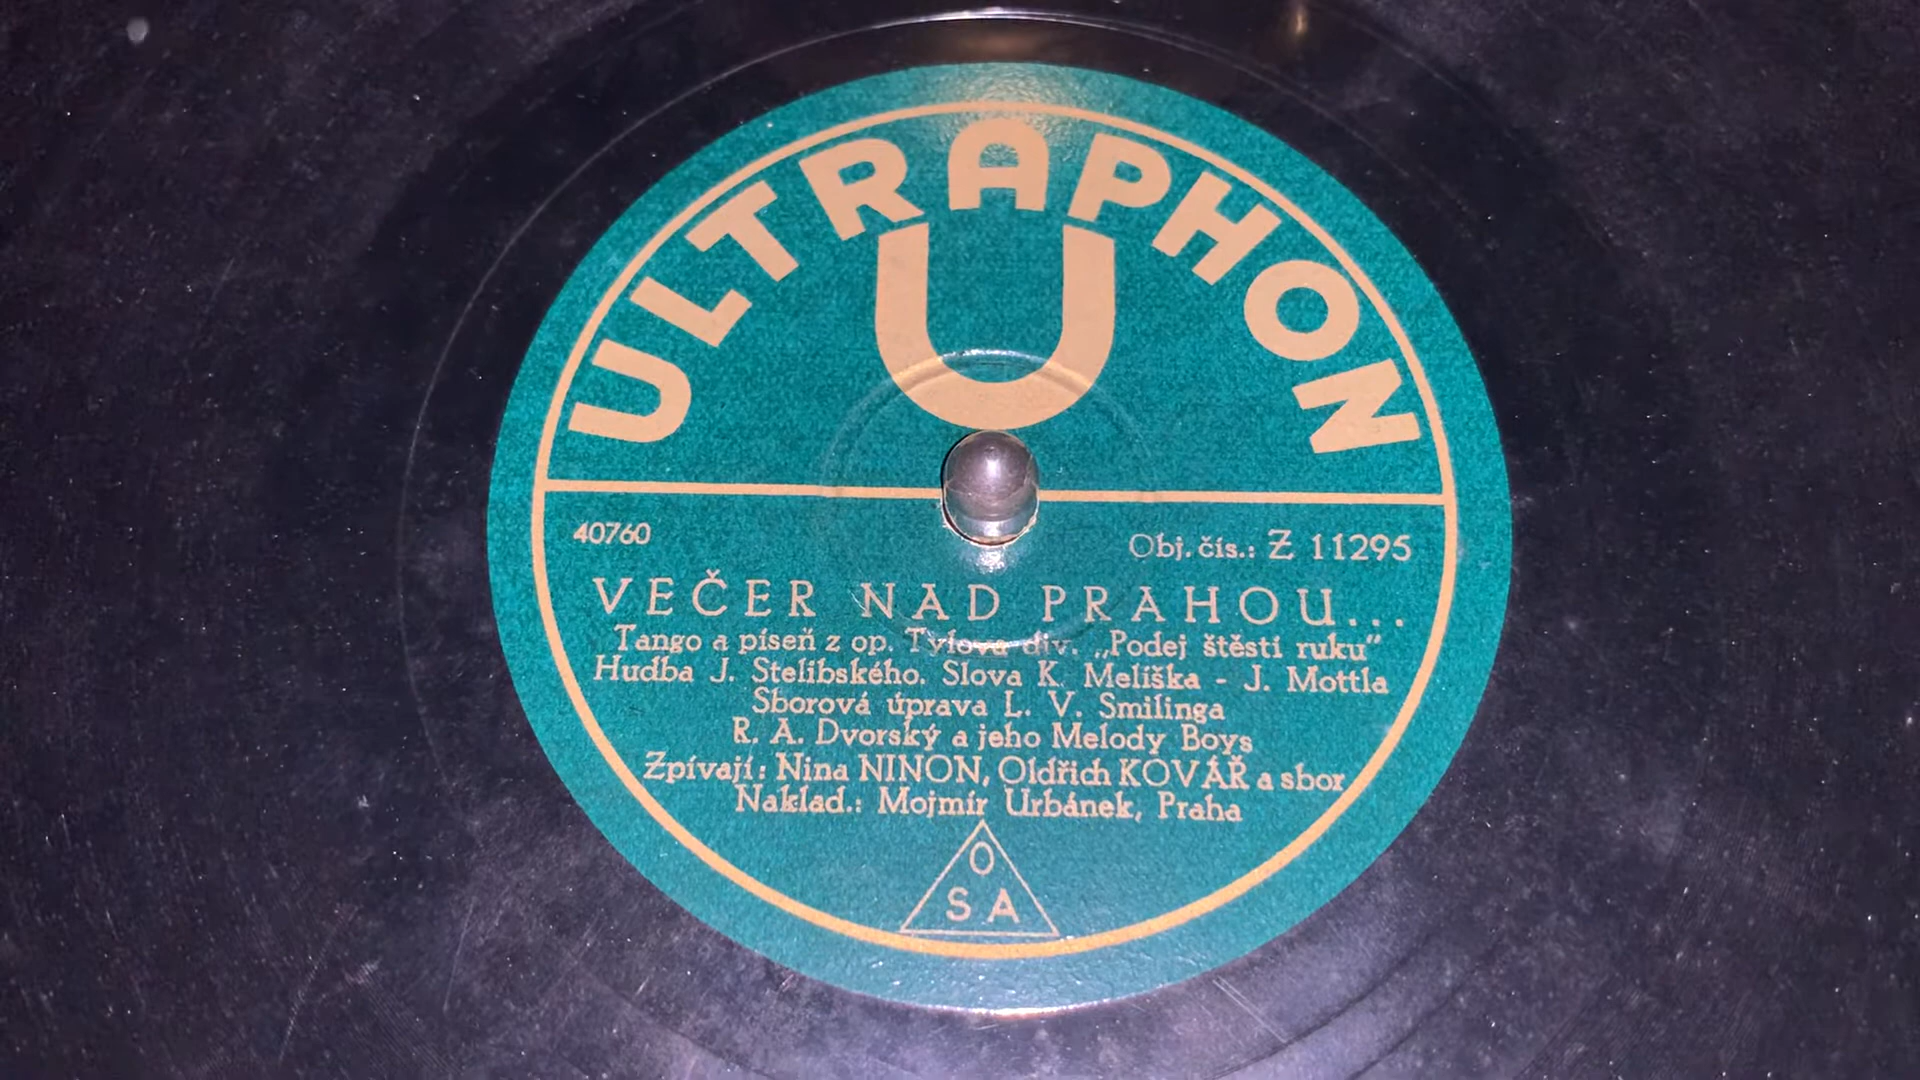 ULTRAPHON
U
40760
Obj. čís.: Z 11295
VEČER NAD PRAHOU...
Tango a píseň z op. Tylova div. „Podej štěstí ruku“
Hudba J. Stelibského. Slova K. Melíška - J. Mottla
Sborová úprava L. V. Smilinga
R. A. Dvorský a jeho Melody Boys
Zpívají: Nina NINON, Oldřich KOVÁŘ a sbor
Naklad.: Mojmír Urbánek, Praha
O
S A